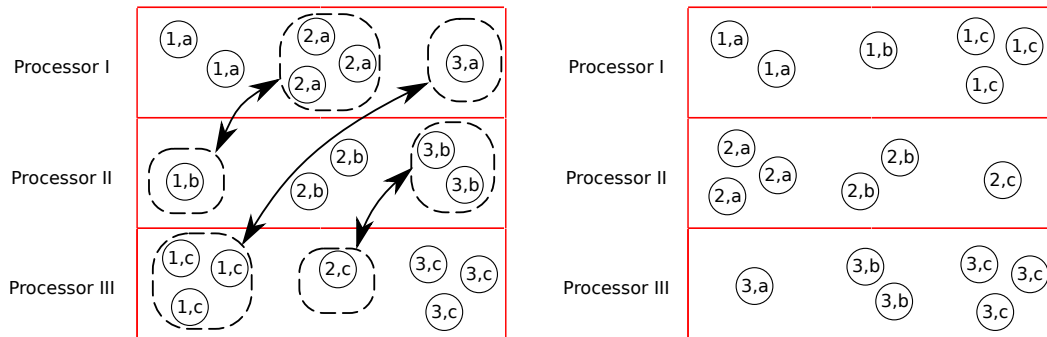 Processor I
1,a
1,a
2,a
2,a
2,a
3,a
Processor II
1,b
2,b
2,b
3,b
3,b
Processor III
1,c
1,c
1,c
2,c
3,c
3,c
3,c
Processor I
1,a
1,a
1,b
1,c
1,c
1,c
Processor II
2,a
2,a
2,a
2,b
2,b
2,c
Processor III
3,a
3,b
3,b
3,c
3,c
3,c